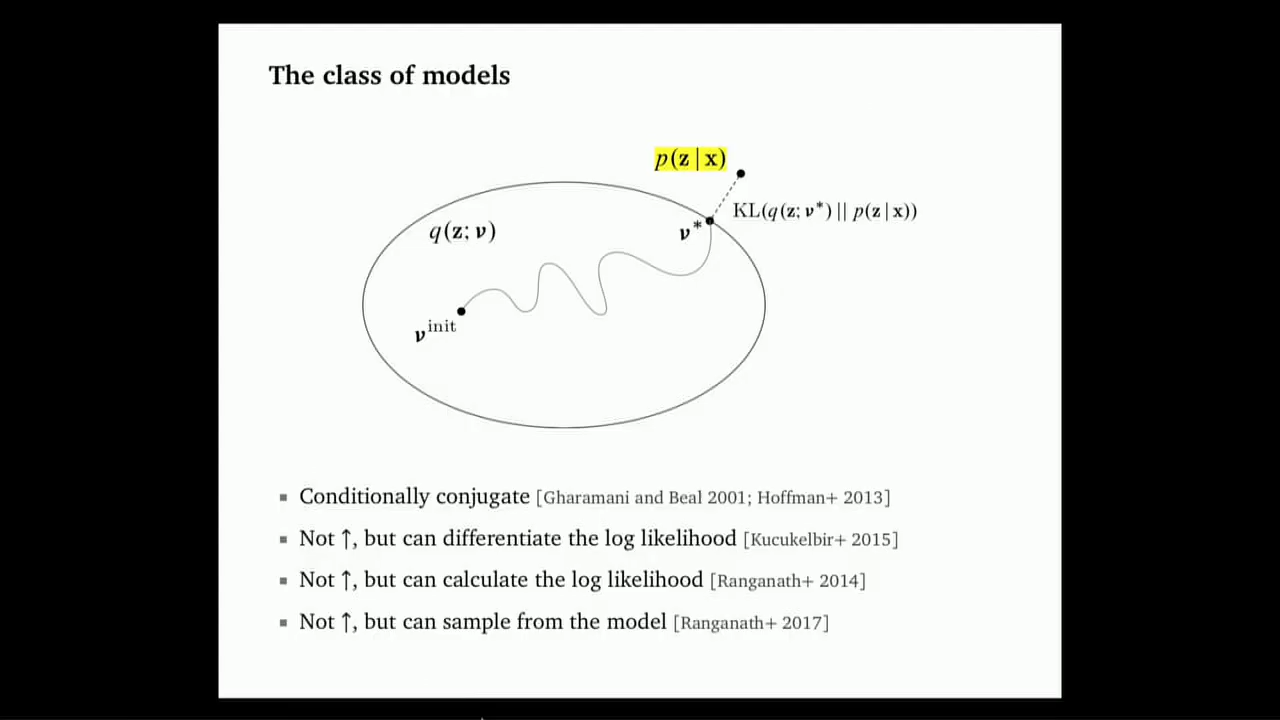 The class of models
p(z | x)
KL(q(z; ν*) || p(z | x))
q(z; ν)
ν*
ν^init
▪ Conditionally conjugate [Gharamani and Beal 2001; Hoffman+ 2013]
▪ Not ↑, but can differentiate the log likelihood [Kucukelbir+ 2015]
▪ Not ↑, but can calculate the log likelihood [Ranganath+ 2014]
▪ Not ↑, but can sample from the model [Ranganath+ 2017]